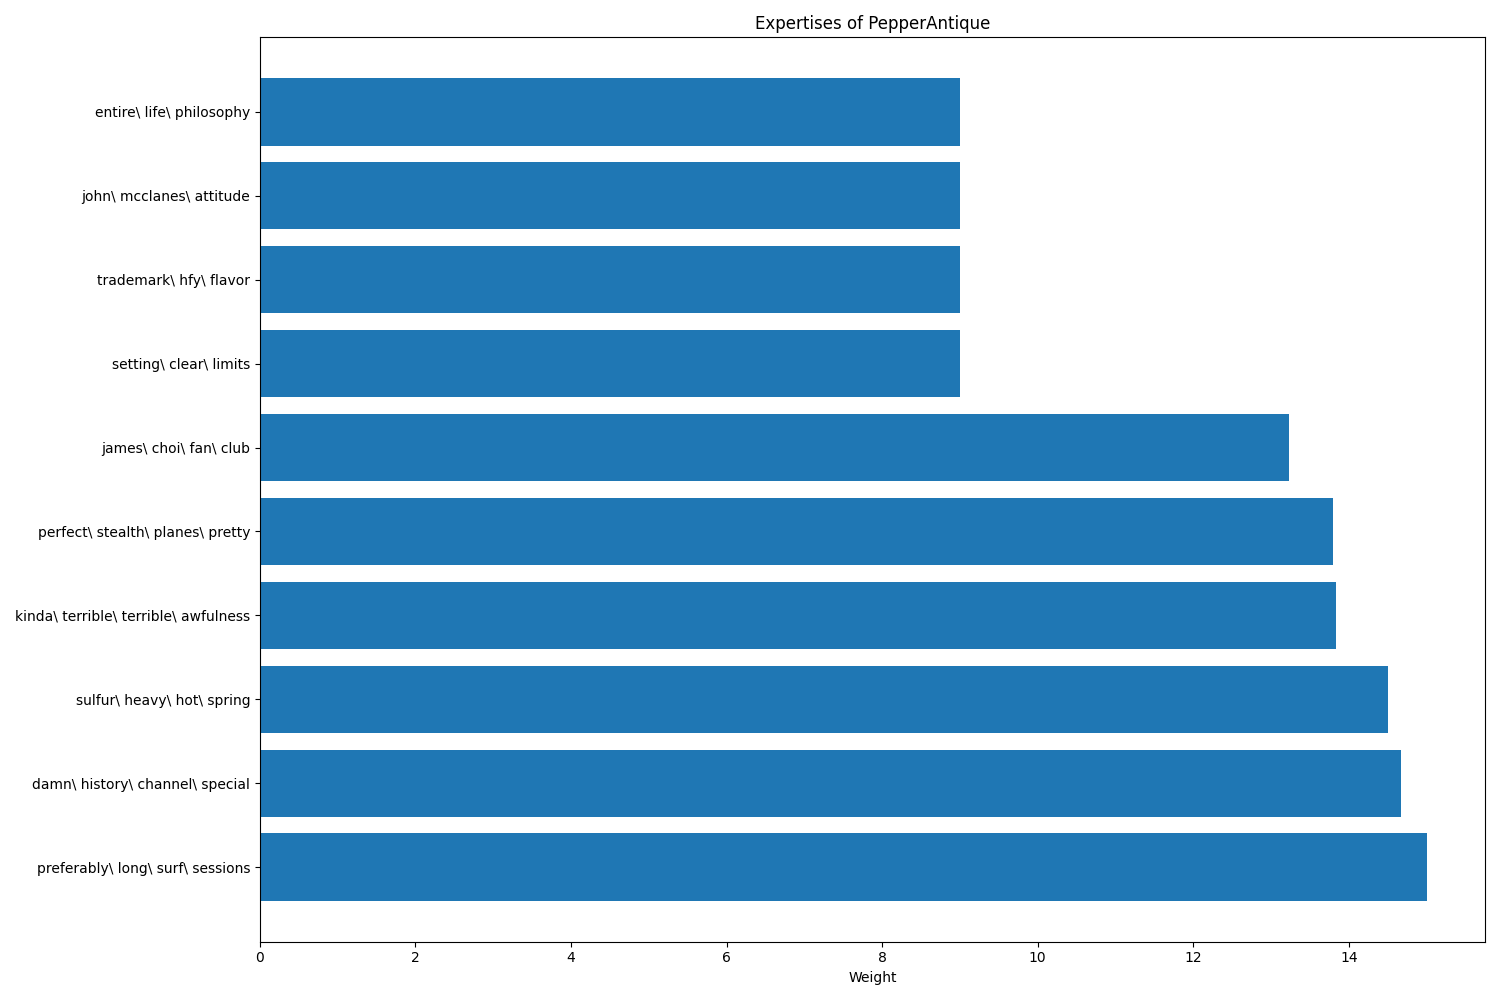 Expertises of PepperAntique
entire\ life\ philosophy
john\ mcclanes\ attitude
trademark\ hfy\ flavor
setting\ clear\ limits
james\ choi\ fan\ club
perfect\ stealth\ planes\ pretty
kinda\ terrible\ terrible\ awfulness
sulfur\ heavy\ hot\ spring
damn\ history\ channel\ special
preferably\ long\ surf\ sessions
0 2 4 6 8 10 12 14
Weight